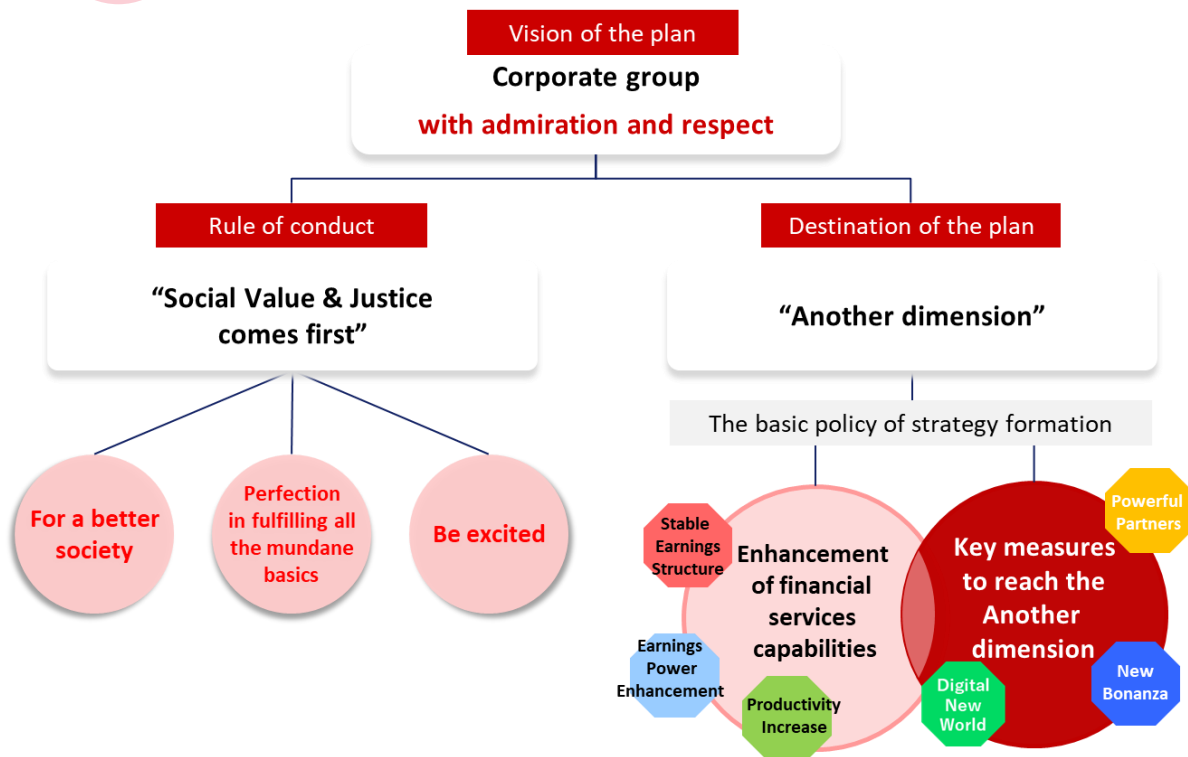 Vision of the plan
Corporate group
with admiration and respect
Rule of conduct
“Social Value & Justice
comes first”
For a better
society
Perfection
in fulfilling all
the mundane
basics
Be excited
Destination of the plan
“Another dimension”
The basic policy of strategy formation
Stable
Earnings
Structure
Enhancement
of financial
services
capabilities
Earnings
Power
Enhancement
Productivity
Increase
Key measures
to reach the
Another
dimension
Powerful
Partners
Digital
New
World
New
Bonanza